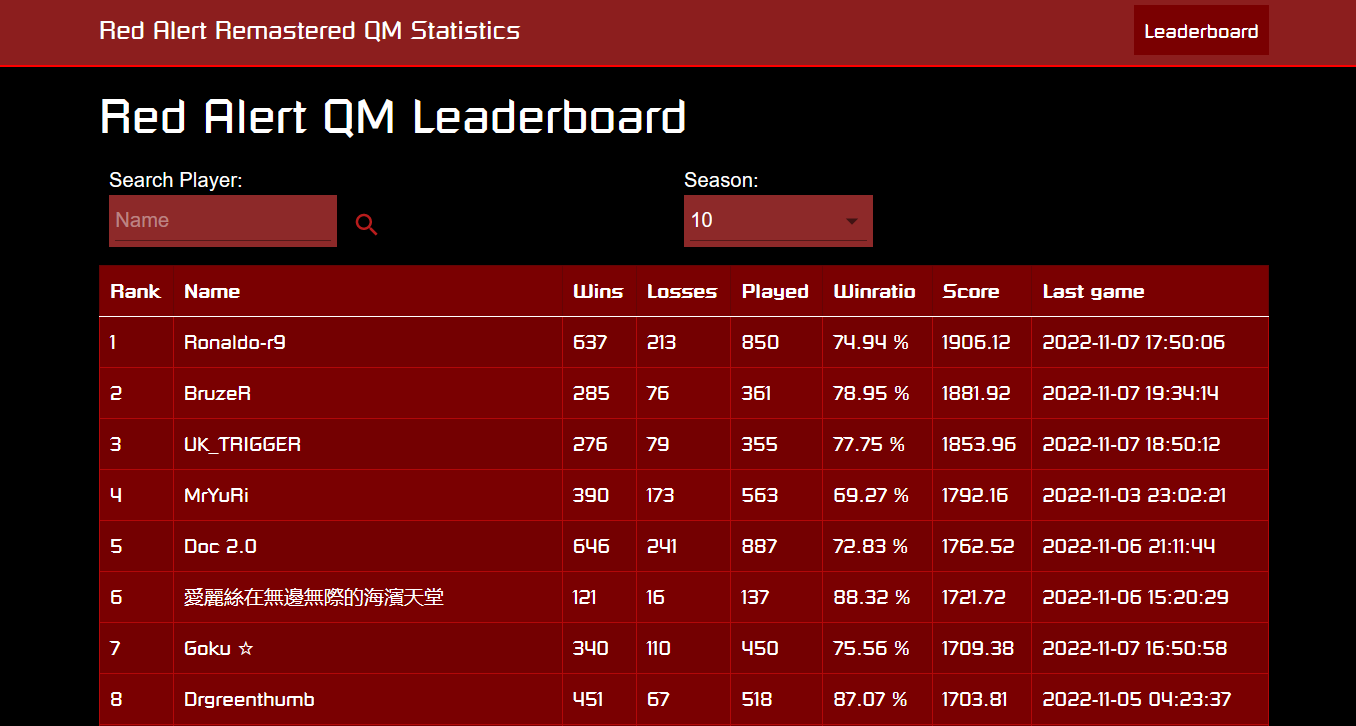 Red Alert Remastered QM Statistics Leaderboard
Red Alert QM Leaderboard
Search Player: Season:
Name 10
Rank Name Wins Losses Played Winratio Score Last game
1 Ronaldo-r9 637 213 850 74.94 % 1906.12 2022-11-07 17:50:06
2 BruzeR 285 76 361 78.95 % 1881.92 2022-11-07 19:34:14
3 UK_TRIGGER 276 79 355 77.75 % 1853.96 2022-11-07 18:50:12
4 MrYuRi 390 173 563 69.27 % 1792.16 2022-11-03 23:02:21
5 Doc 2.0 646 241 887 72.83 % 1762.52 2022-11-06 21:11:44
6 愛麗絲在無邊無際的海濱天堂 121 16 137 88.32 % 1721.72 2022-11-06 15:20:29
7 Goku ☆ 340 110 450 75.56 % 1709.38 2022-11-07 16:50:58
8 Drgreenthumb 451 67 518 87.07 % 1703.81 2022-11-05 04:23:37